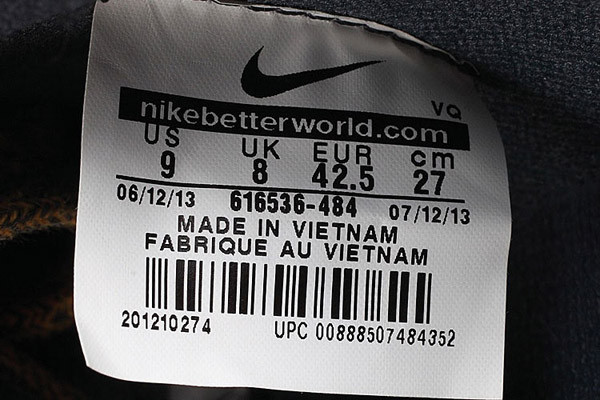 VQ
nikebetterworld.com
US UK EUR cm
9 8 42.5 27
06/12/13 616536-484 07/12/13
MADE IN VIETNAM
FABRIQUE AU VIETNAM
201210274 UPC 00888507484352